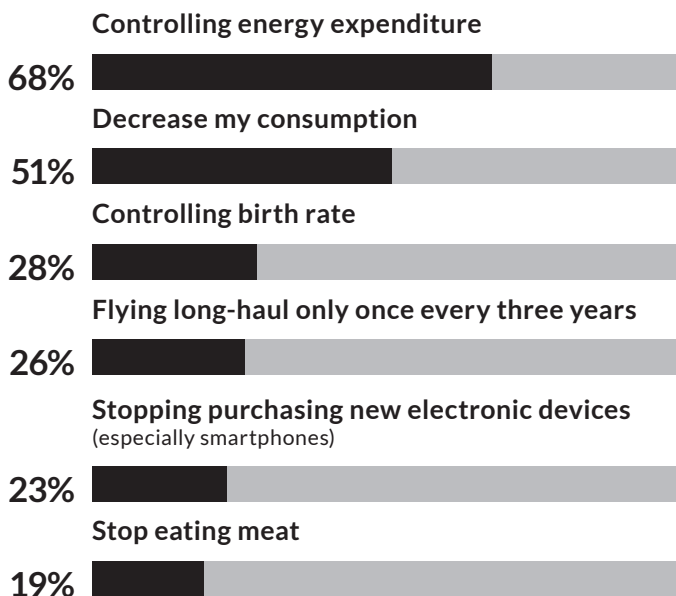 Controlling energy expenditure
68%
Decrease my consumption
51%
Controlling birth rate
28%
Flying long-haul only once every three years
26%
Stopping purchasing new electronic devices
(especially smartphones)
23%
Stop eating meat
19%